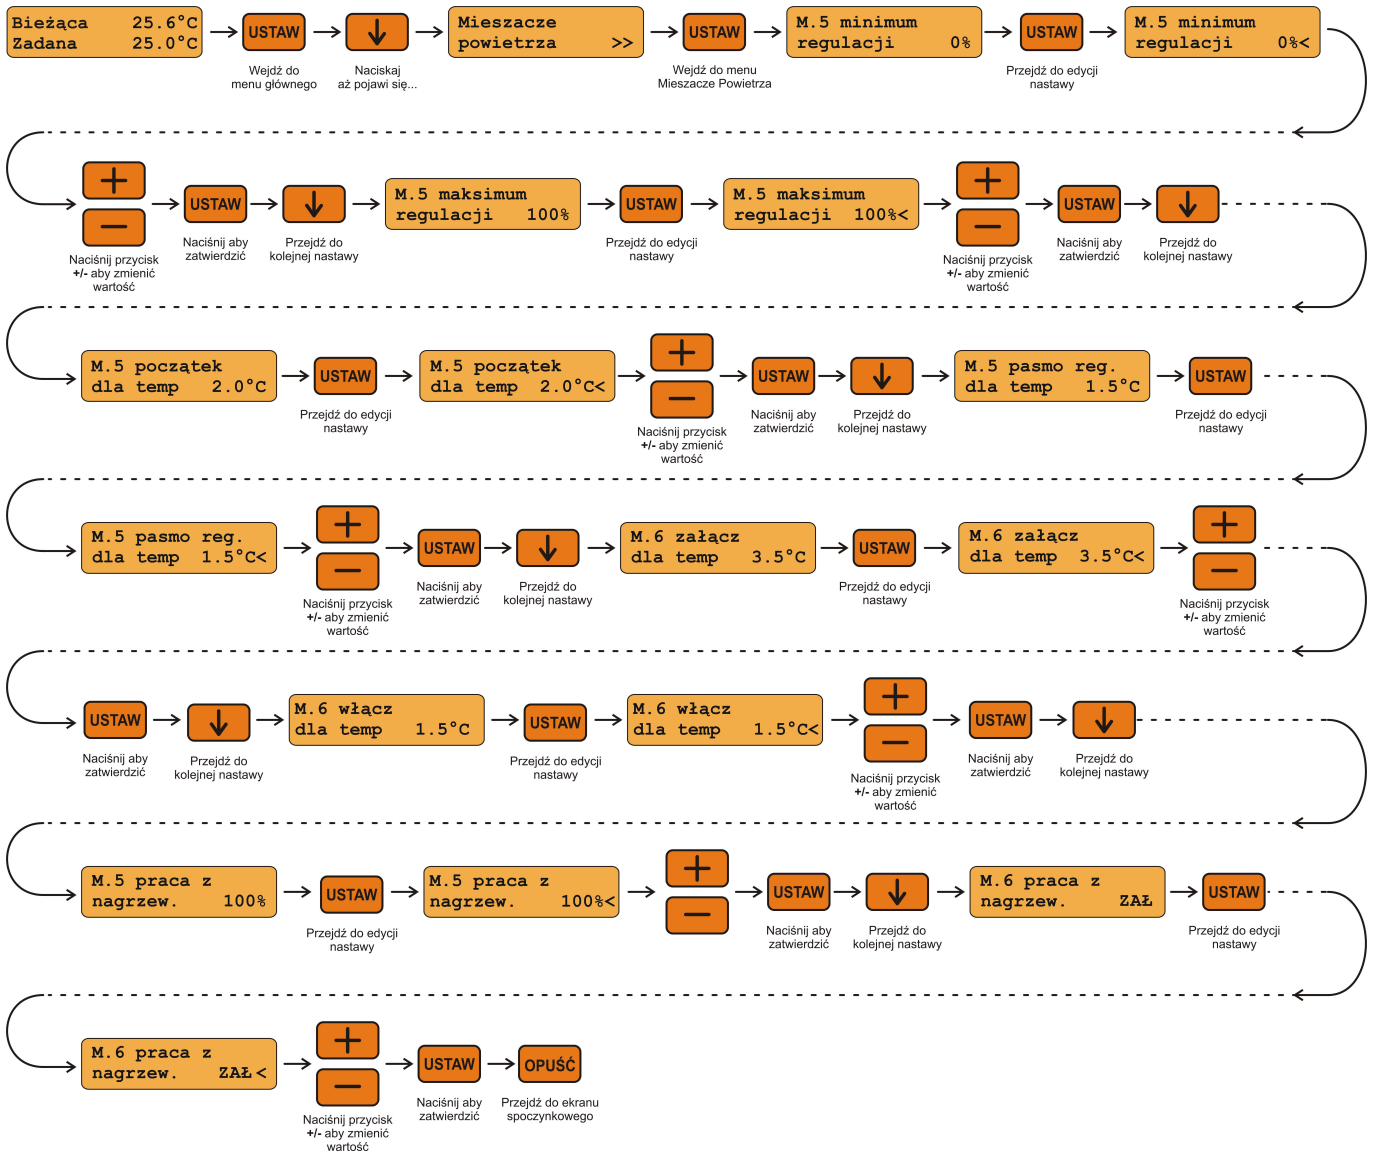 Bieżąca 25.6°C
Zadana 25.0°C
USTAW
Wejdź do
menu głównego
Naciskaj
aż pojawi się...
Mieszacze
powietrza >>
USTAW
Wejdź do menu
Mieszacze Powietrza
M.5 minimum
regulacji 0%
USTAW
Przejdź do edycji
nastawy
M.5 minimum
regulacji 0%<
Naciśnij przycisk
+/- aby zmienić
wartość
USTAW
Naciśnij aby
zatwierdzić
Przejdź do
kolejnej nastawy
M.5 maksimum
regulacji 100%
USTAW
Przejdź do edycji
nastawy
M.5 maksimum
regulacji 100%<
Naciśnij przycisk
+/- aby zmienić
wartość
USTAW
Naciśnij aby
zatwierdzić
Przejdź do
kolejnej nastawy
M.5 początek
dla temp 2.0°C
USTAW
Przejdź do edycji
nastawy
M.5 początek
dla temp 2.0°C<
Naciśnij przycisk
+/- aby zmienić
wartość
USTAW
Naciśnij aby
zatwierdzić
Przejdź do
kolejnej nastawy
M.5 pasmo reg.
dla temp 1.5°C
USTAW
Przejdź do edycji
nastawy
M.5 pasmo reg.
dla temp 1.5°C<
Naciśnij przycisk
+/- aby zmienić
wartość
USTAW
Naciśnij aby
zatwierdzić
Przejdź do
kolejnej nastawy
M.6 załącz
dla temp 3.5°C
USTAW
Przejdź do edycji
nastawy
M.6 załącz
dla temp 3.5°C<
Naciśnij przycisk
+/- aby zmienić
wartość
USTAW
Naciśnij aby
zatwierdzić
Przejdź do
kolejnej nastawy
M.6 włącz
dla temp 1.5°C
USTAW
Przejdź do edycji
nastawy
M.6 włącz
dla temp 1.5°C<
Naciśnij przycisk
+/- aby zmienić
wartość
USTAW
Naciśnij aby
zatwierdzić
Przejdź do
kolejnej nastawy
M.5 praca z
nagrzew. 100%
USTAW
Przejdź do edycji
nastawy
M.5 praca z
nagrzew. 100%<
USTAW
Naciśnij aby
zatwierdzić
Przejdź do
kolejnej nastawy
M.6 praca z
nagrzew. ZAŁ
USTAW
Przejdź do edycji
nastawy
M.6 praca z
nagrzew. ZAŁ<
Naciśnij przycisk
+/- aby zmienić
wartość
USTAW
Naciśnij aby
zatwierdzić
OPUŚĆ
Przejdź do ekranu
spoczynkowego